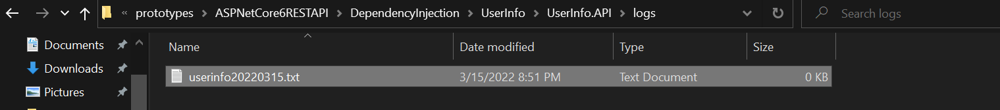 prototypes > ASPNetCore6RESTAPI > DependencyInjection > UserInfo > UserInfo.API > logs
Search logs
Documents
Downloads
Pictures
Name Date modified Type Size
userinfo20220315.txt 3/15/2022 8:51 PM Text Document 0 KB